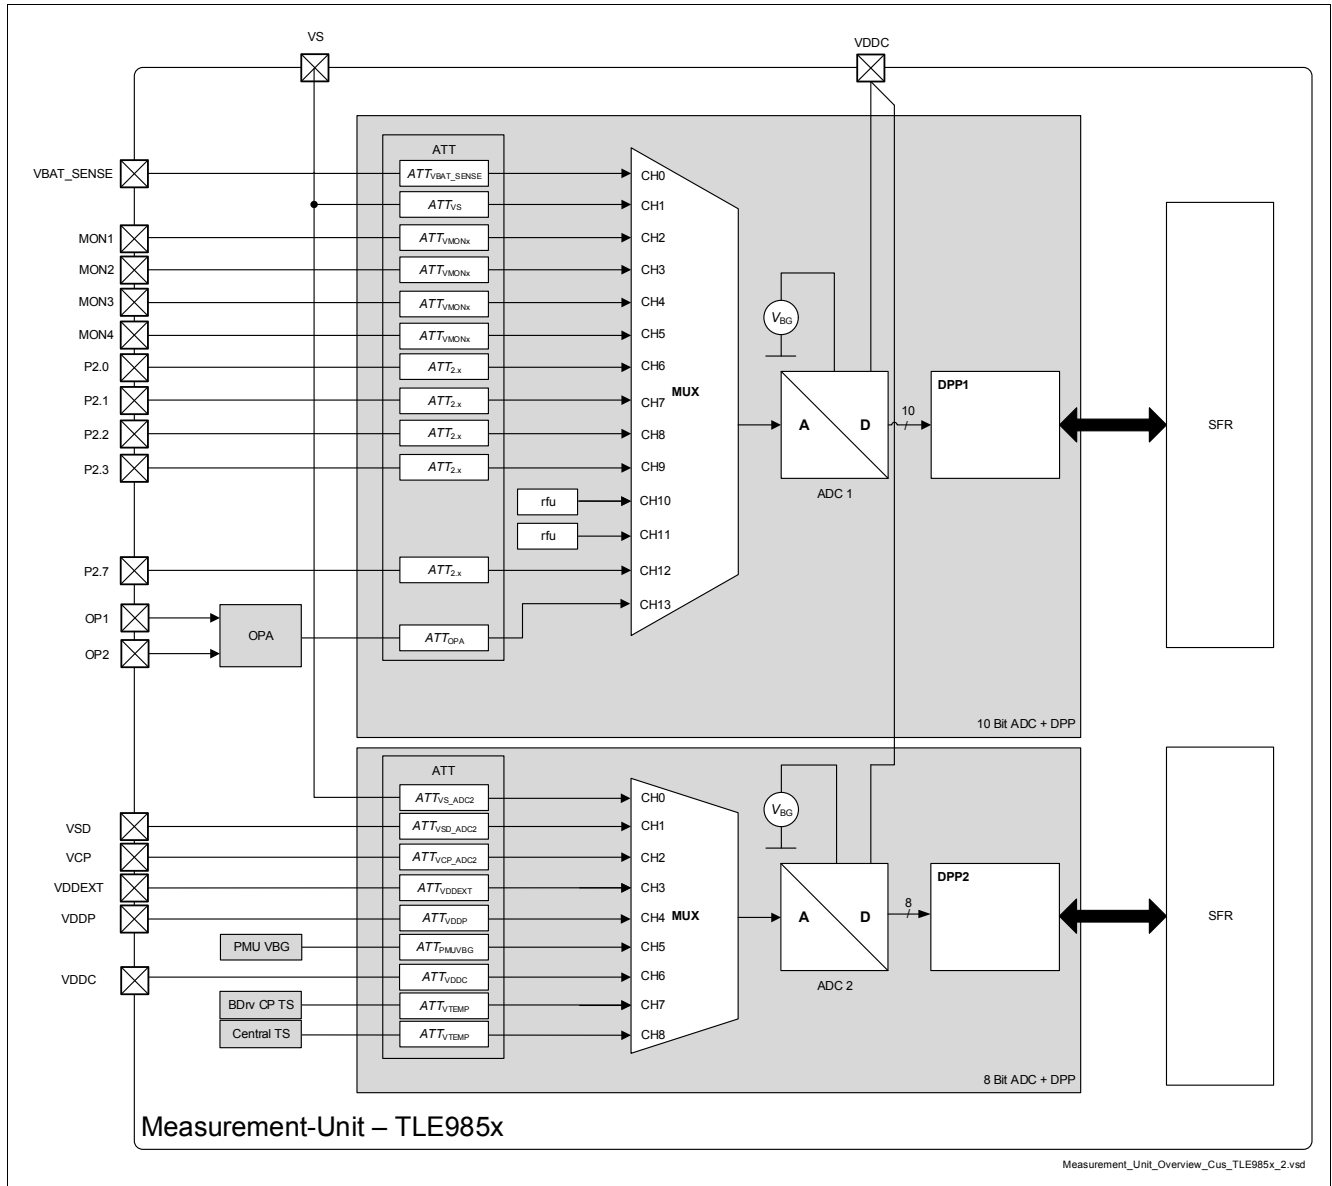 VS
VDDC
ATT
VBAT_SENSE ATTVBAT_SENSE CH0
ATTVS CH1
MON1 ATTVMONx CH2
MON2 ATTVMONx CH3
MON3 ATTVMONx CH4
MON4 ATTVMONx CH5
VBG
P2.0 ATT2.x CH6
P2.1 ATT2.x CH7 MUX
DPP1
P2.2 ATT2.x CH8
A D 10 SFR
P2.3 ATT2.x CH9
ADC 1
rfu CH10
rfu CH11
P2.7 ATT2.x CH12
OP1 CH13
OPA ATTOPA
OP2
10 Bit ADC + DPP
ATT
ATTVS_ADC2 CH0
VBG
VSD ATTVSD_ADC2 CH1
VCP ATTVCP_ADC2 CH2
VDDEXT ATTVDDEXT CH3
DPP2
VDDP ATTVDDP CH4 MUX
A D 8 SFR
PMU VBG ATTPMUVBG CH5
VDDC ATTVDDC CH6
ADC 2
BDrv CP TS ATTVTEMP CH7
Central TS ATTVTEMP CH8
8 Bit ADC + DPP
Measurement-Unit – TLE985x
Measurement_Unit_Overview_Cus_TLE985x_2.vsd